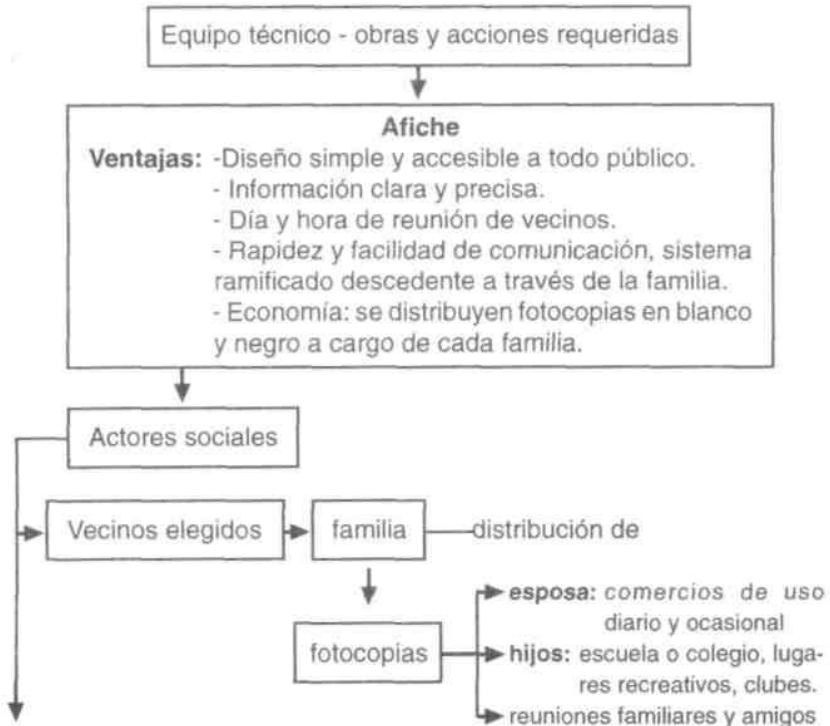 Equipo técnico - obras y acciones requeridas
Afiche
Ventajas: -Diseño simple y accesible a todo público.
- Información clara y precisa.
- Día y hora de reunión de vecinos.
- Rapidez y facilidad de comunicación, sistema
ramificado descedente a través de la familia.
- Economía: se distribuyen fotocopias en blanco
y negro a cargo de cada familia.
Actores sociales
Vecinos elegidos
familia
distribución de
fotocopias
esposa: comercios de uso
diario y ocasional
hijos: escuela o colegio, luga-
res recreativos, clubes.
reuniones familiares y amigos